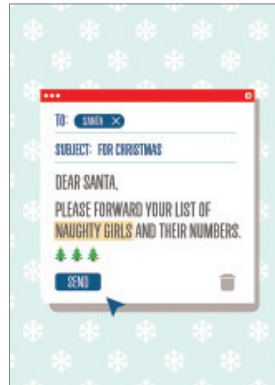 TO: SANTA
SUBJECT: FOR CHRISTMAS
DEAR SANTA,
PLEASE FORWARD YOUR LIST OF
NAUGHTY GIRLS AND THEIR NUMBERS.
SEND